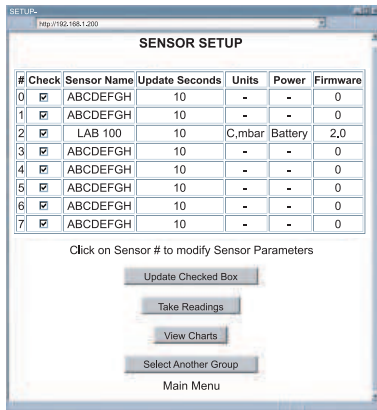 SETUP-
http://192.168.1.200
SENSOR SETUP
# Check Sensor Name Update Seconds Units Power Firmware
0 ABCDEFGH 10 - - 0
1 ABCDEFGH 10 - - 0
2 LAB 100 10 C,mbar Battery 2.0
3 ABCDEFGH 10 - - 0
4 ABCDEFGH 10 - - 0
5 ABCDEFGH 10 - - 0
6 ABCDEFGH 10 - - 0
7 ABCDEFGH 10 - - 0
Click on Sensor # to modify Sensor Parameters
Update Checked Box
Take Readings
View Charts
Select Another Group
Main Menu